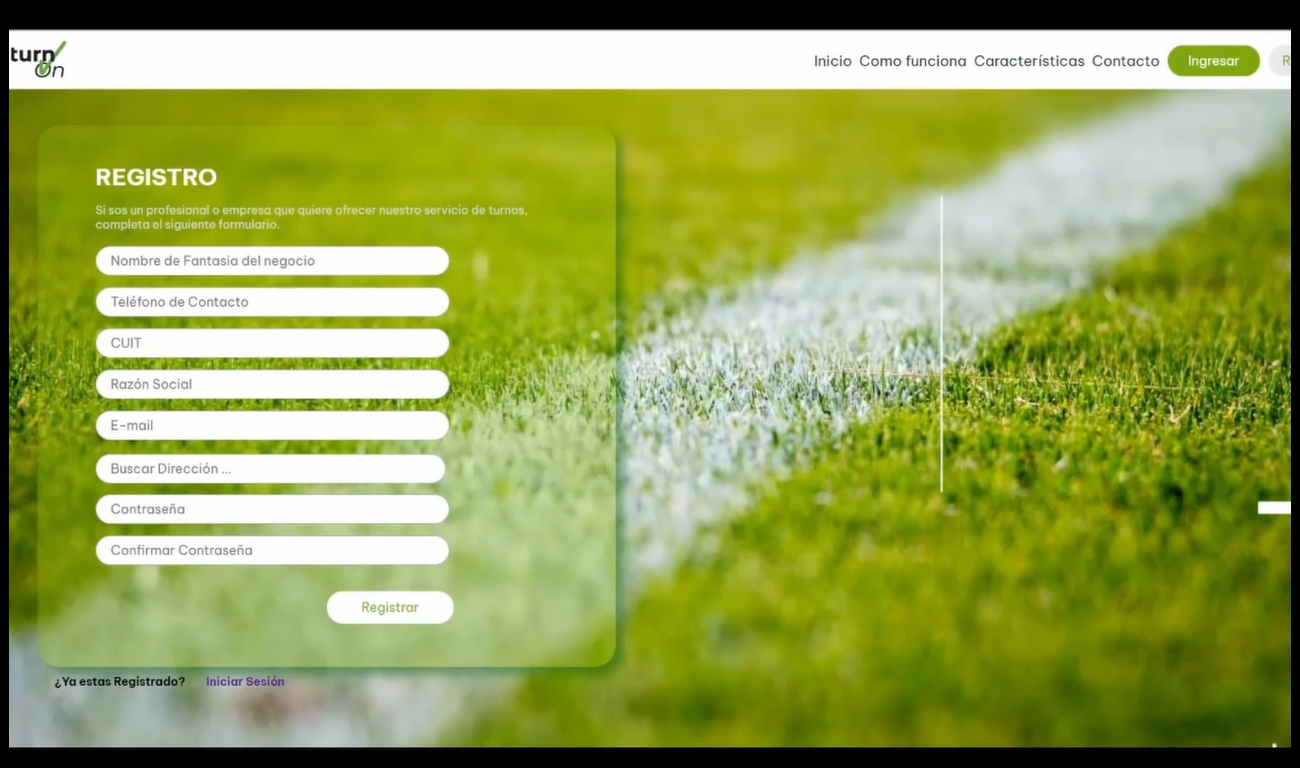 turn
On
Inicio Como funciona Características Contacto Ingresar R
REGISTRO
Si sos un profesional o empresa que quiere ofrecer nuestro servicio de turnos,
completa el siguiente formulario.
Nombre de Fantasia del negocio
Teléfono de Contacto
CUIT
Razón Social
E-mail
Buscar Dirección ...
Contraseña
Confirmar Contraseña
Registrar
¿Ya estas Registrado? Iniciar Sesión